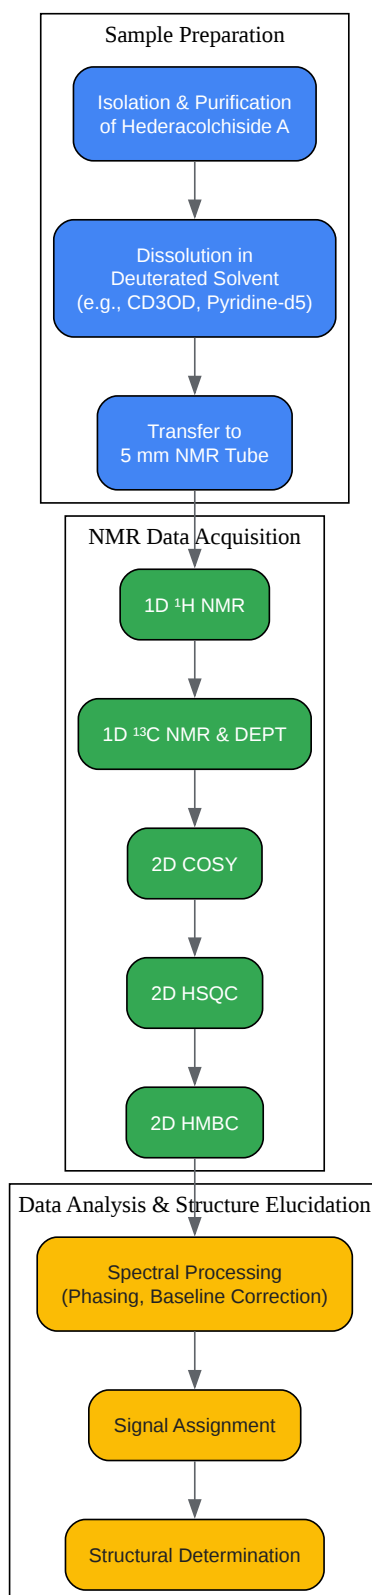 Sample Preparation
Isolation & Purification
of Hederacolchiside A
Dissolution in
Deuterated Solvent
(e.g., CD3OD, Pyridine-d5)
Transfer to
5 mm NMR Tube
NMR Data Acquisition
1D ¹H NMR
1D ¹³C NMR & DEPT
2D COSY
2D HSQC
2D HMBC
Data Analysis & Structure Elucidation
Spectral Processing
(Phasing, Baseline Correction)
Signal Assignment
Structural Determination